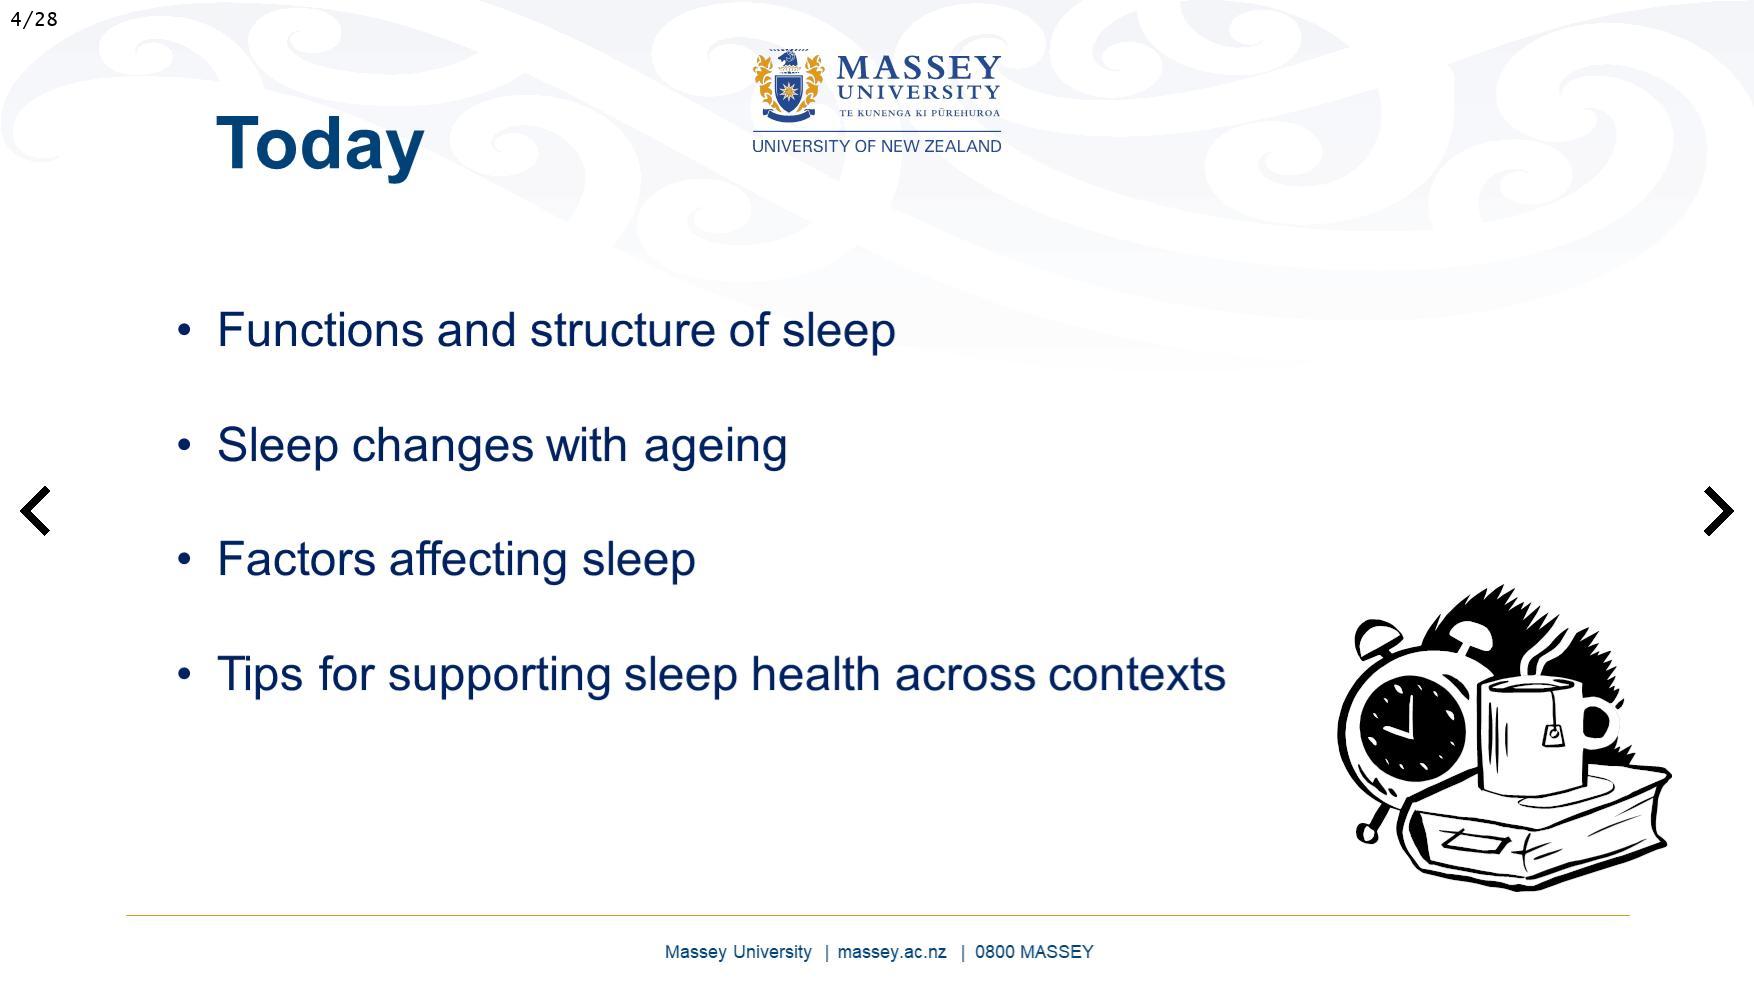 4/28
MASSEY
UNIVERSITY
TE KUNENGA KI PŪREHUROA
UNIVERSITY OF NEW ZEALAND
Today
• Functions and structure of sleep
• Sleep changes with ageing
• Factors affecting sleep
• Tips for supporting sleep health across contexts
Massey University | massey.ac.nz | 0800 MASSEY